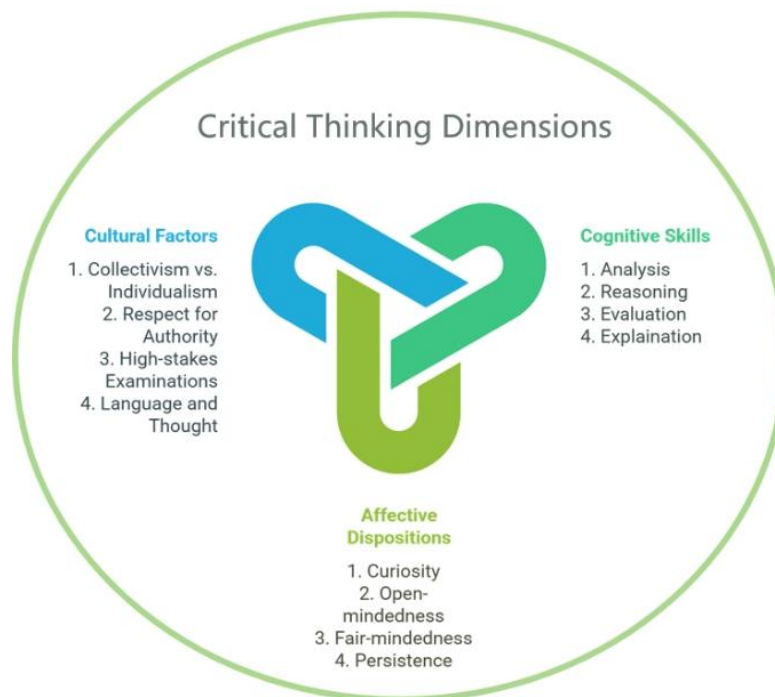 Critical Thinking Dimensions
Cultural Factors
1. Collectivism vs.
Individualism
2. Respect for
Authority
3. High-stakes
Examinations
4. Language and
Thought
Cognitive Skills
1. Analysis
2. Reasoning
3. Evaluation
4. Explaination
Affective
Dispositions
1. Curiosity
2. Open-
mindedness
3. Fair-mindedness
4. Persistence